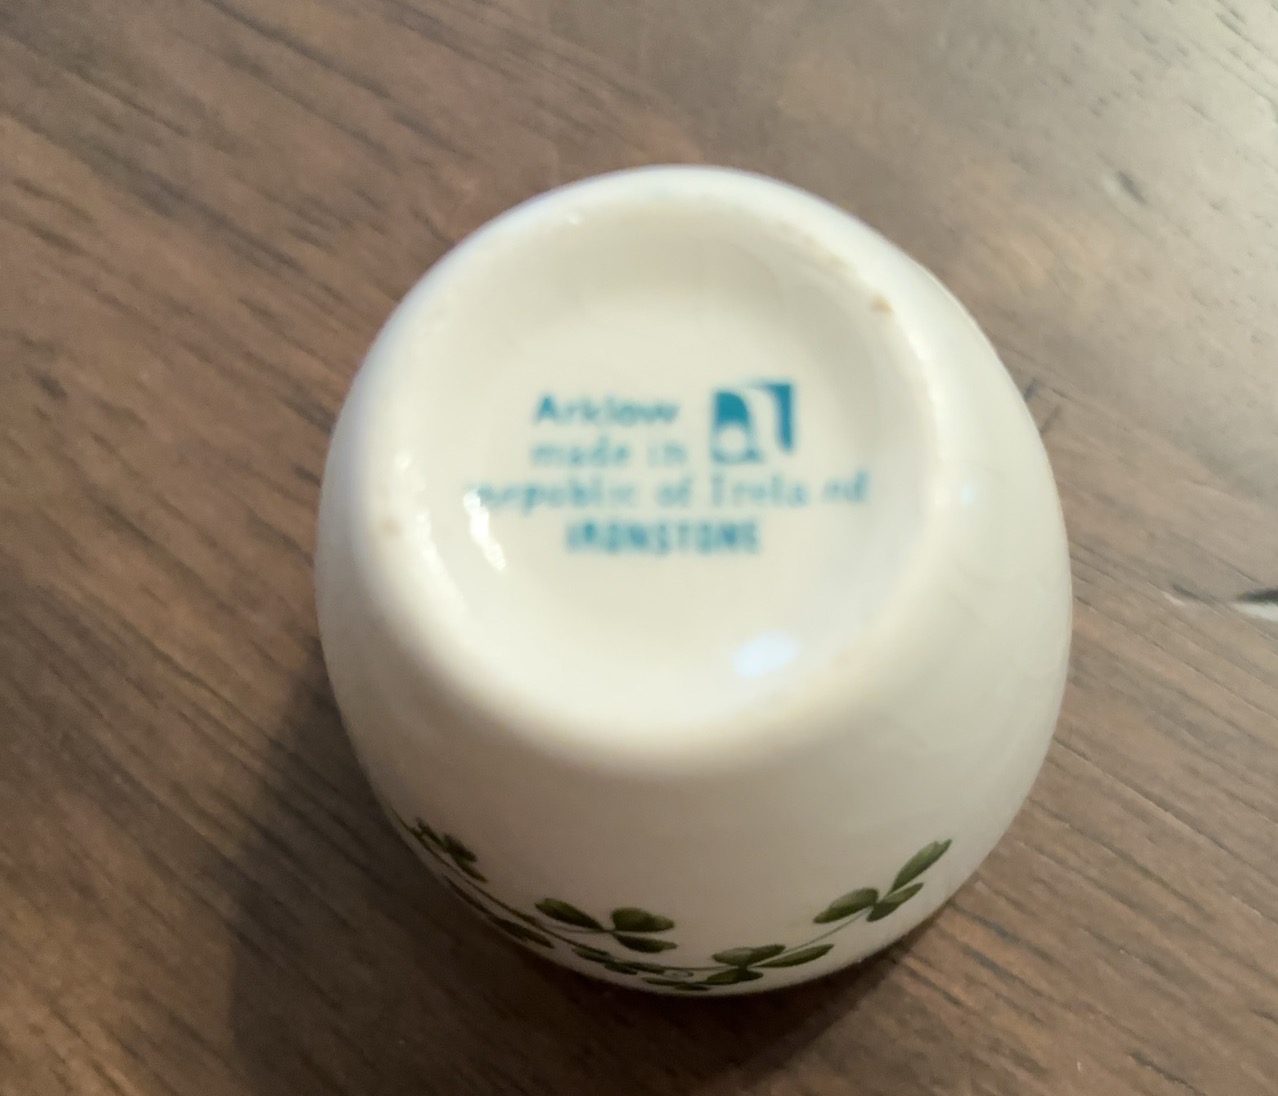 Arklow
made in
republic of Ireland
IRONSTONE